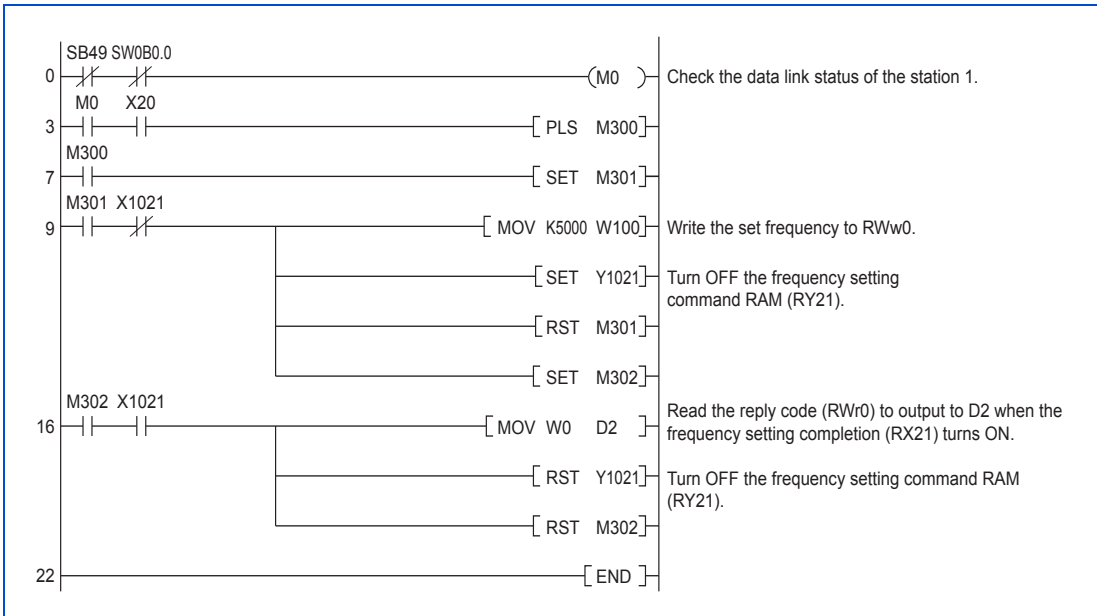 SB49 SW0B0.0
0 (M0 ) Check the data link status of the station 1.
M0 X20
3 [ PLS M300]
M300
7 [ SET M301]
M301 X1021
9 [ MOV K5000 W100] Write the set frequency to RWw0.
[ SET Y1021] Turn OFF the frequency setting
command RAM (RY21).
[ RST M301]
[ SET M302]
M302 X1021
16 [ MOV W0 D2 ] Read the reply code (RWr0) to output to D2 when the
frequency setting completion (RX21) turns ON.
[ RST Y1021] Turn OFF the frequency setting command RAM
(RY21).
[ RST M302]
22 [ END ]